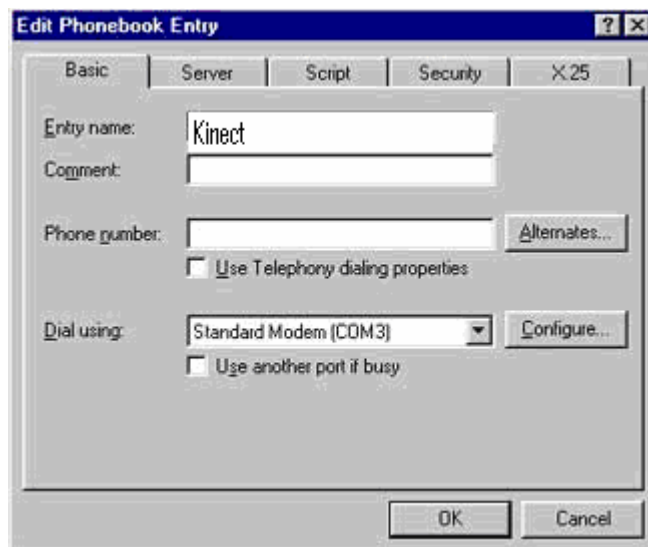 Edit Phonebook Entry
Basic Server Script Security X.25
Entry name: Kinect
Comment:
Phone number: Alternates...
Use Telephony dialing properties
Dial using: Standard Modem (COM3) Configure...
Use another port if busy
OK Cancel